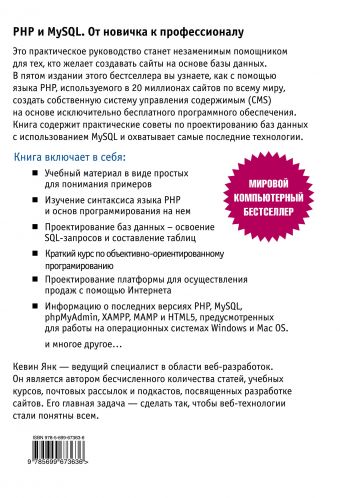 PHP и MySQL. От новичка к профессионалу
Это практическое руководство станет незаменимым помощником
для тех, кто желает создавать сайты на основе базы данных.
В пятом издании этого бестселлера вы узнаете, как с помощью
языка PHP, используемого в 20 миллионах сайтов по всему миру,
создать собственную систему управления содержимым (CMS)
на основе исключительно бесплатного программного обеспечения.
Книга содержит практические советы по проектированию баз данных
с использованием MySQL и охватывает самые последние технологии.
Книга включает в себя:
Учебный материал в виде простых
для понимания примеров
Изучение синтаксиса языка PHP
и основ программирования на нем
Проектирование баз данных – освоение
SQL-запросов и составление таблиц
Краткий курс по объективно-ориентированному
програмированию
Проектирование платформы для осуществления
продаж с помощью Интернета
Информацию о последних версиях PHP, MySQL,
phpMyAdmin, XAMPP, MAMP и HTML5, предусмотренных
для работы на операционных системах Windows и Mac OS.
и многое другое…
МИРОВОЙ
КОМПЬЮТЕРНЫЙ
БЕСТСЕЛЛЕР
Кевин Янк — ведущий специалист в области веб-разработок.
Он является автором бесчисленного количества статей, учебных
курсов, почтовых рассылок и подкастов, посвященных разработке
сайтов. Его главная задача — сделать так, чтобы веб-технологии
стали понятны всем.
ISBN 978-5-699-67363-6
9 785699 673636 >